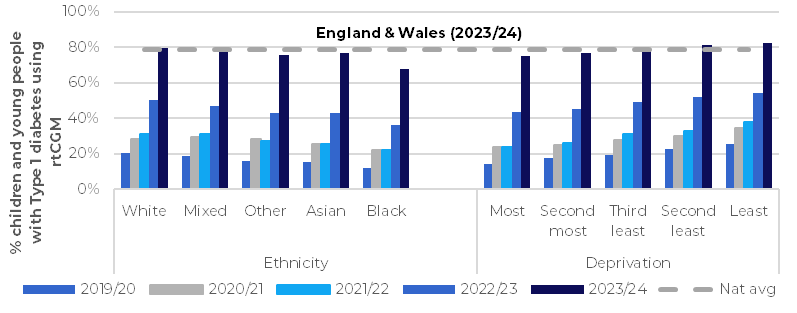 England & Wales (2023/24)
% children and young people
with Type 1 diabetes using
rtCGM
100%
80%
60%
40%
20%
0%
White Mixed Other Asian Black Most Second most Third least Second least Least
Ethnicity Deprivation
2019/20 2020/21 2021/22 2022/23 2023/24 Nat avg